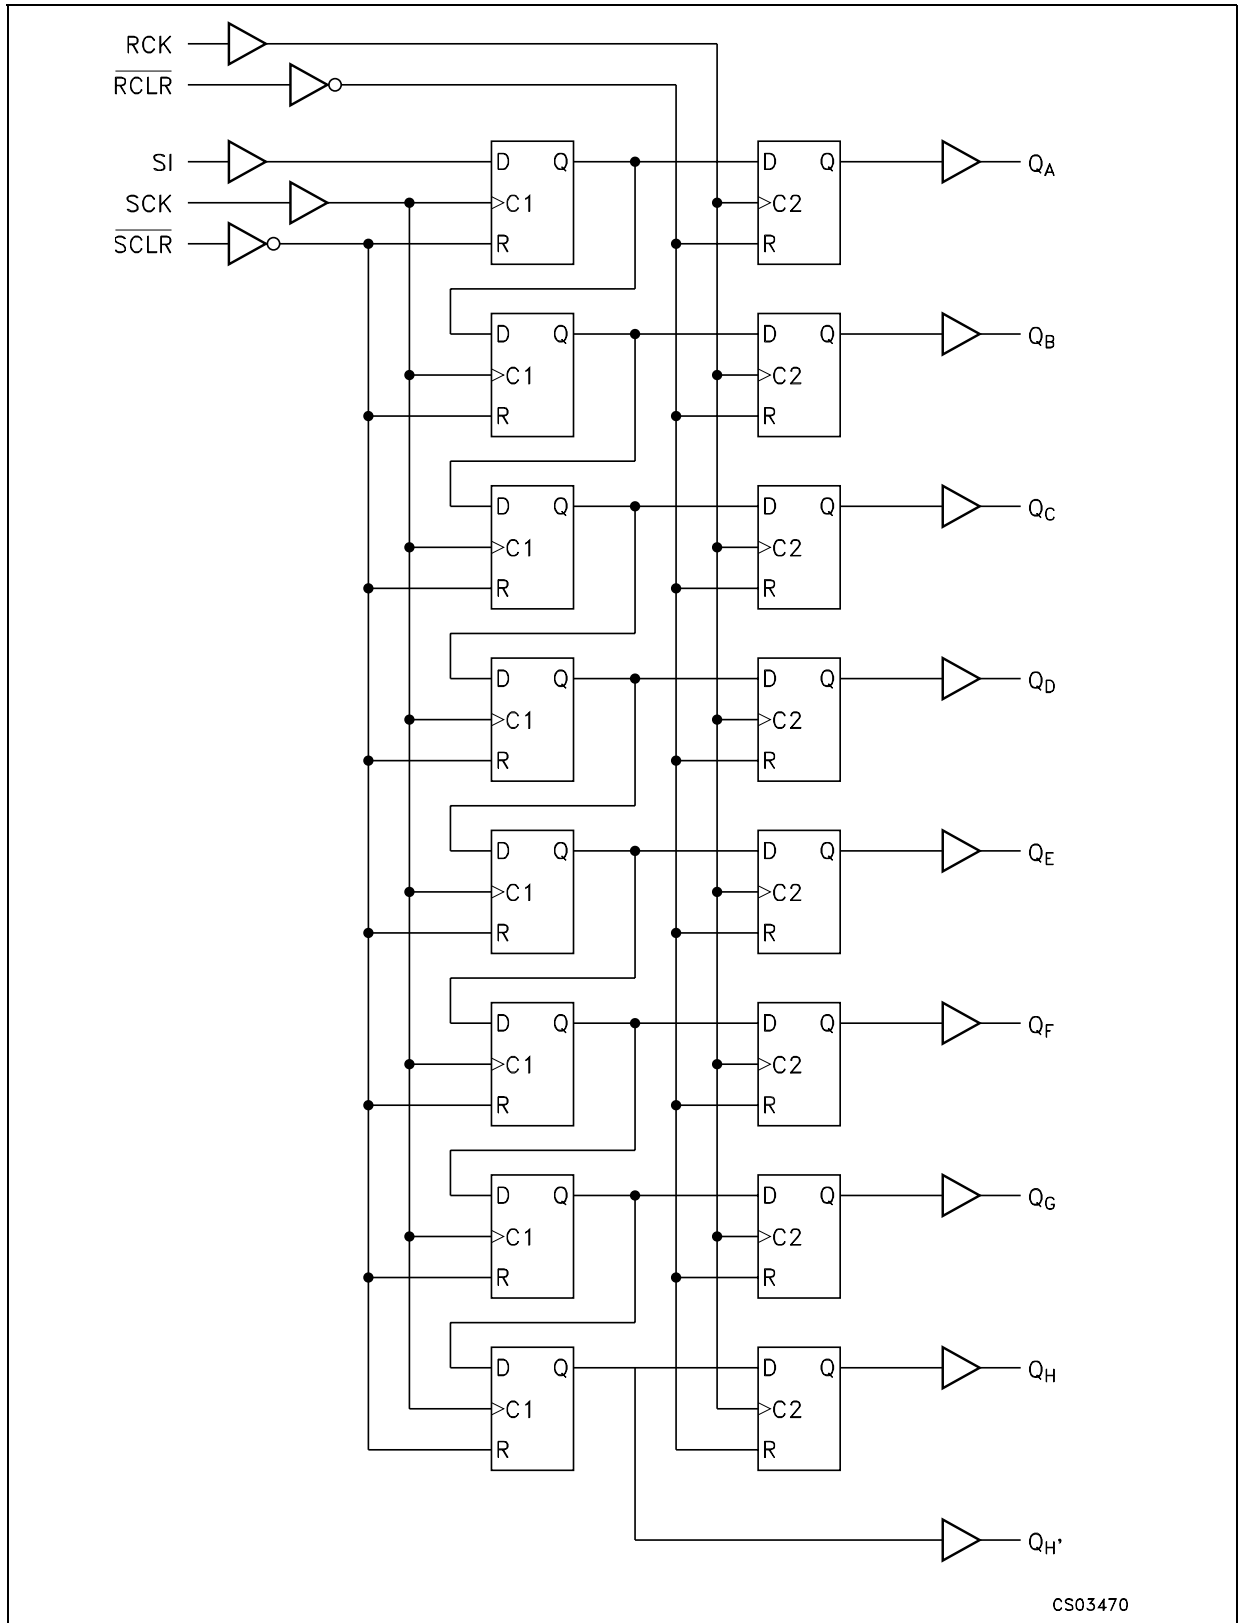 RCK
RCLR
SI
D Q D Q QA
SCK
C1 C2
SCLR
R R
D Q D Q QB
C1 C2
R R
D Q D Q QC
C1 C2
R R
D Q D Q QD
C1 C2
R R
D Q D Q QE
C1 C2
R R
D Q D Q QF
C1 C2
R R
D Q D Q QG
C1 C2
R R
D Q D Q QH
C1 C2
R R
QH'
CS03470